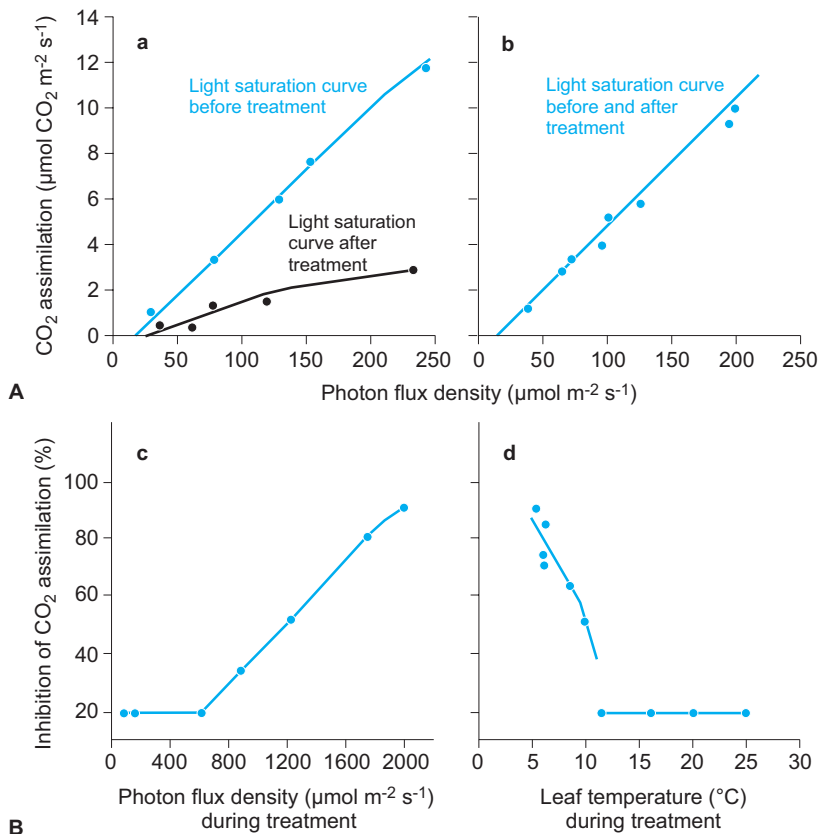 a
b
14
12
10
8
6
4
2
0
CO2 assimilation (µmol CO2 m-2 s-1)
Light saturation curve
before treatment
Light saturation
curve after
treatment
Light saturation curve
before and after
treatment
0 50 100 150 200 250
0 50 100 150 200 250
Photon flux density (µmol m-2 s-1)
A
c
d
100
80
60
40
20
Inhibition of CO2 assimilation (%)
0 400 800 1200 1600 2000
0 5 10 15 20 25 30
Photon flux density (µmol m-2 s-1)
during treatment
Leaf temperature (°C)
during treatment
B